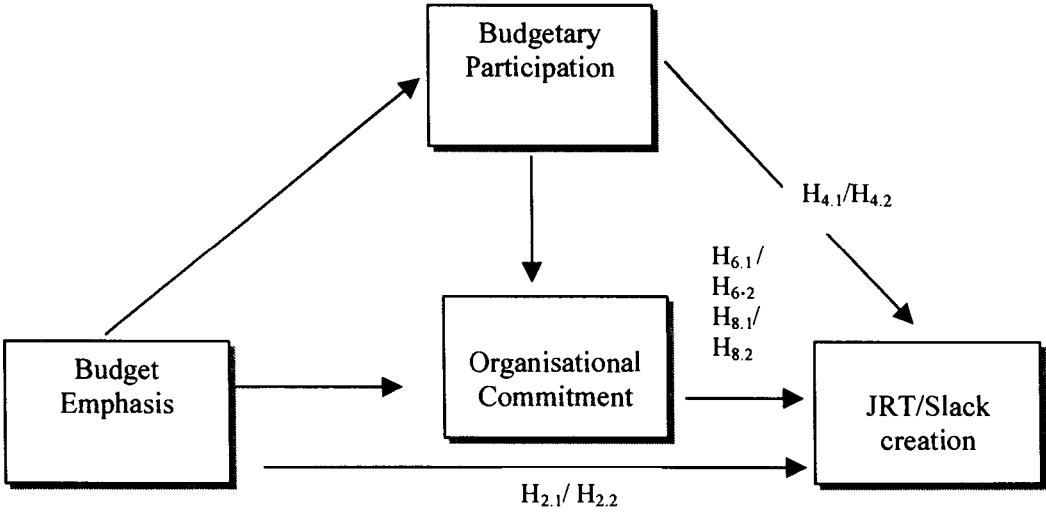 Budgetary
Participation
H₄.₁/H₄.₂
H₆.₁/
H₆.₂
H₈.₁/
H₈.₂
Budget
Emphasis
Organisational
Commitment
JRT/Slack
creation
H₂.₁/ H₂.₂